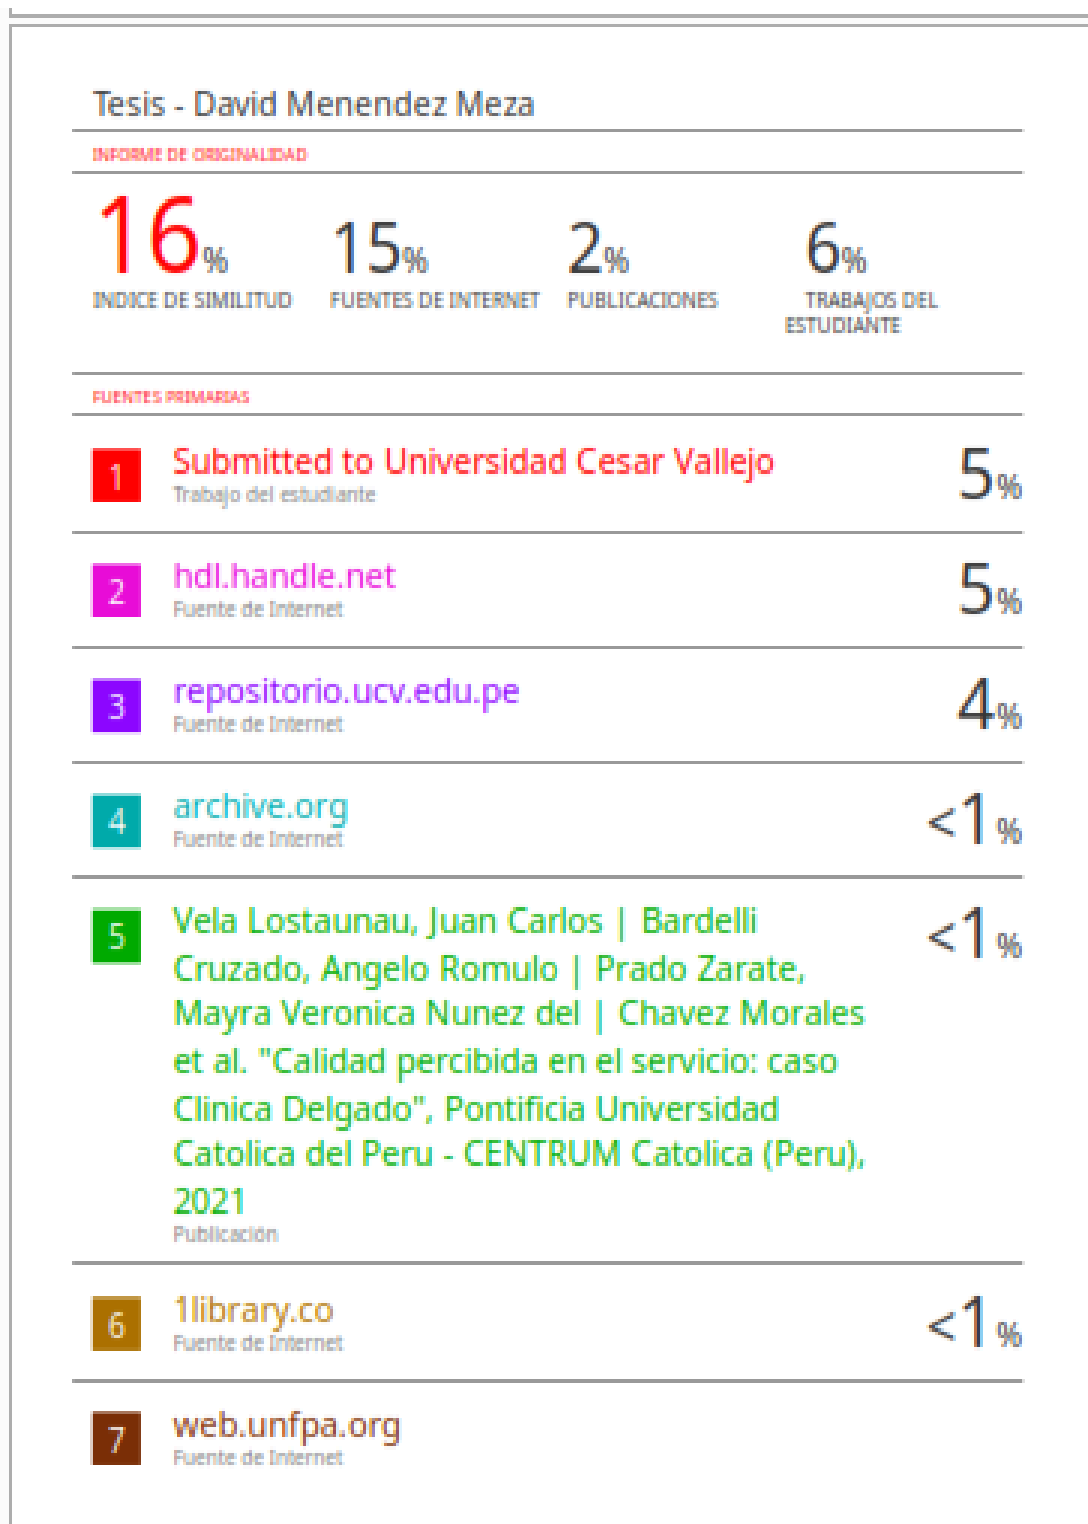 Tesis - David Menendez Meza
INFORME DE ORIGINALIDAD
16% 15% 2% 6%
INDICE DE SIMILITUD FUENTES DE INTERNET PUBLICACIONES TRABAJOS DEL
ESTUDIANTE
FUENTES PRIMARIAS
1 Submitted to Universidad Cesar Vallejo 5%
Trabajo del estudiante
2 hdl.handle.net 5%
Fuente de Internet
3 repositorio.ucv.edu.pe 4%
Fuente de Internet
4 archive.org <1%
Fuente de Internet
5 Vela Lostaunau, Juan Carlos | Bardelli <1%
Cruzado, Angelo Romulo | Prado Zarate,
Mayra Veronica Nunez del | Chavez Morales
et al. "Calidad percibida en el servicio: caso
Clinica Delgado", Pontificia Universidad
Catolica del Peru - CENTRUM Catolica (Peru),
2021
Publicación
6 1library.co <1%
Fuente de Internet
7 web.unfpa.org
Fuente de Internet